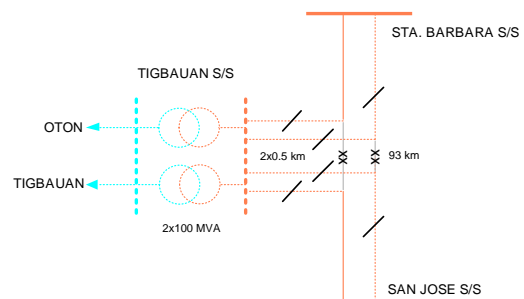 STA. BARBARA S/S
TIGBAUAN S/S
OTON
2x0.5 km
93 km
TIGBAUAN
2x100 MVA
SAN JOSE S/S